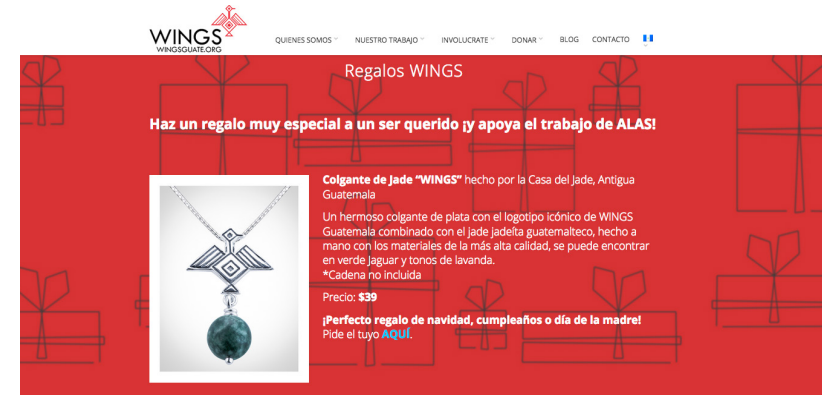 WINGS
WINGSGUATE.ORG
QUIENES SOMOS NUESTRO TRABAJO INVOLUCRATE DONAR BLOG CONTACTO
Regalos WINGS
Haz un regalo muy especial a un ser querido ¡y apoya el trabajo de ALAS!
Colgante de Jade “WINGS” hecho por la Casa del Jade, Antigua
Guatemala
Un hermoso colgante de plata con el logotipo icónico de WINGS
Guatemala combinado con el jade jadeíta guatemalteco, hecho a
mano con los materiales de la más alta calidad, se puede encontrar
en verde Jaguar y tonos de lavanda.
*Cadena no incluida
Precio: $39
¡Perfecto regalo de navidad, cumpleaños o día de la madre!
Pide el tuyo AQUÍ.